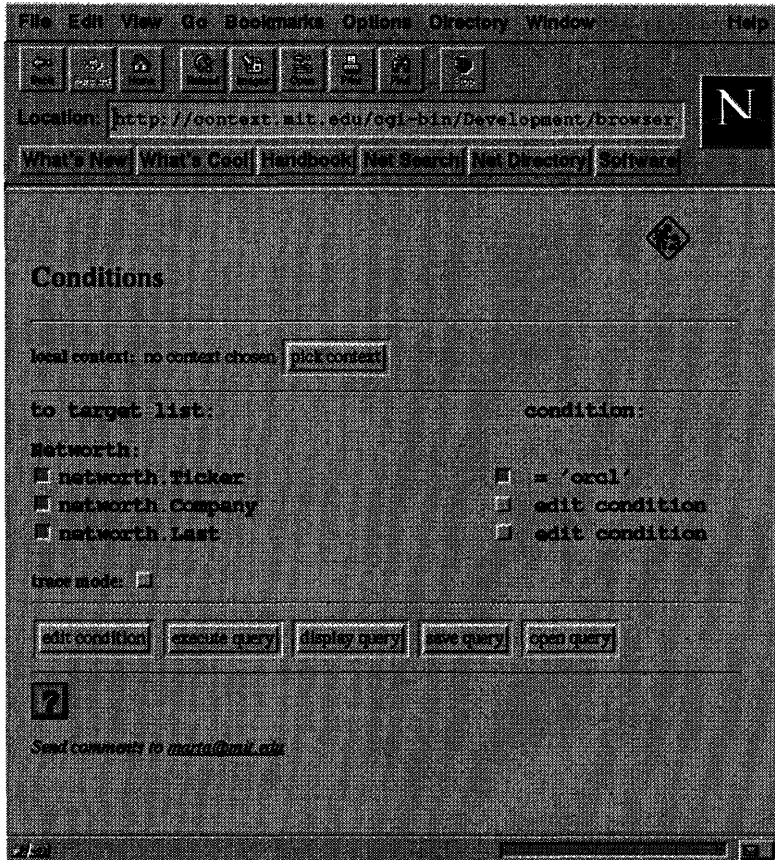 File Edit View Go Bookmarks Options Directory Window Help
N
Location: http://context.mit.edu/cgi-bin/Development/browser
What's New! What's Cool Handbook Net Search Net Directory Software
Conditions
local context: no context chosen pick context
to target list: condition:
Networth:
networth.Ticker = 'orcl'
networth.Company edit condition
networth.Last edit condition
trace mode:
edit condition execute query display query save query open query
?
Send comments to marta@mit.edu